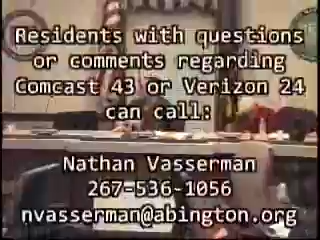 Residents with questions
or comments regarding
Comcast 43 or Verizon 24
can call:
Nathan Vasserman
267-536-1056
nvasserman@abington.org